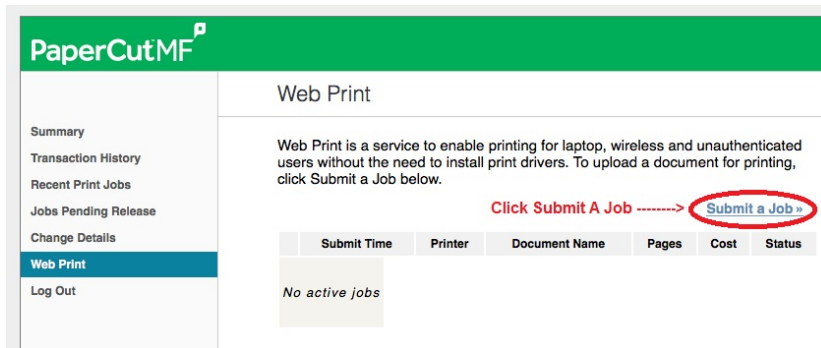 PaperCutMF
Web Print
Summary
Transaction History
Recent Print Jobs
Jobs Pending Release
Change Details
Web Print
Log Out
Web Print is a service to enable printing for laptop, wireless and unauthenticated
users without the need to install print drivers. To upload a document for printing,
click Submit a Job below.
Click Submit A Job --------> Submit a Job »
Submit Time Printer Document Name Pages Cost Status
No active jobs